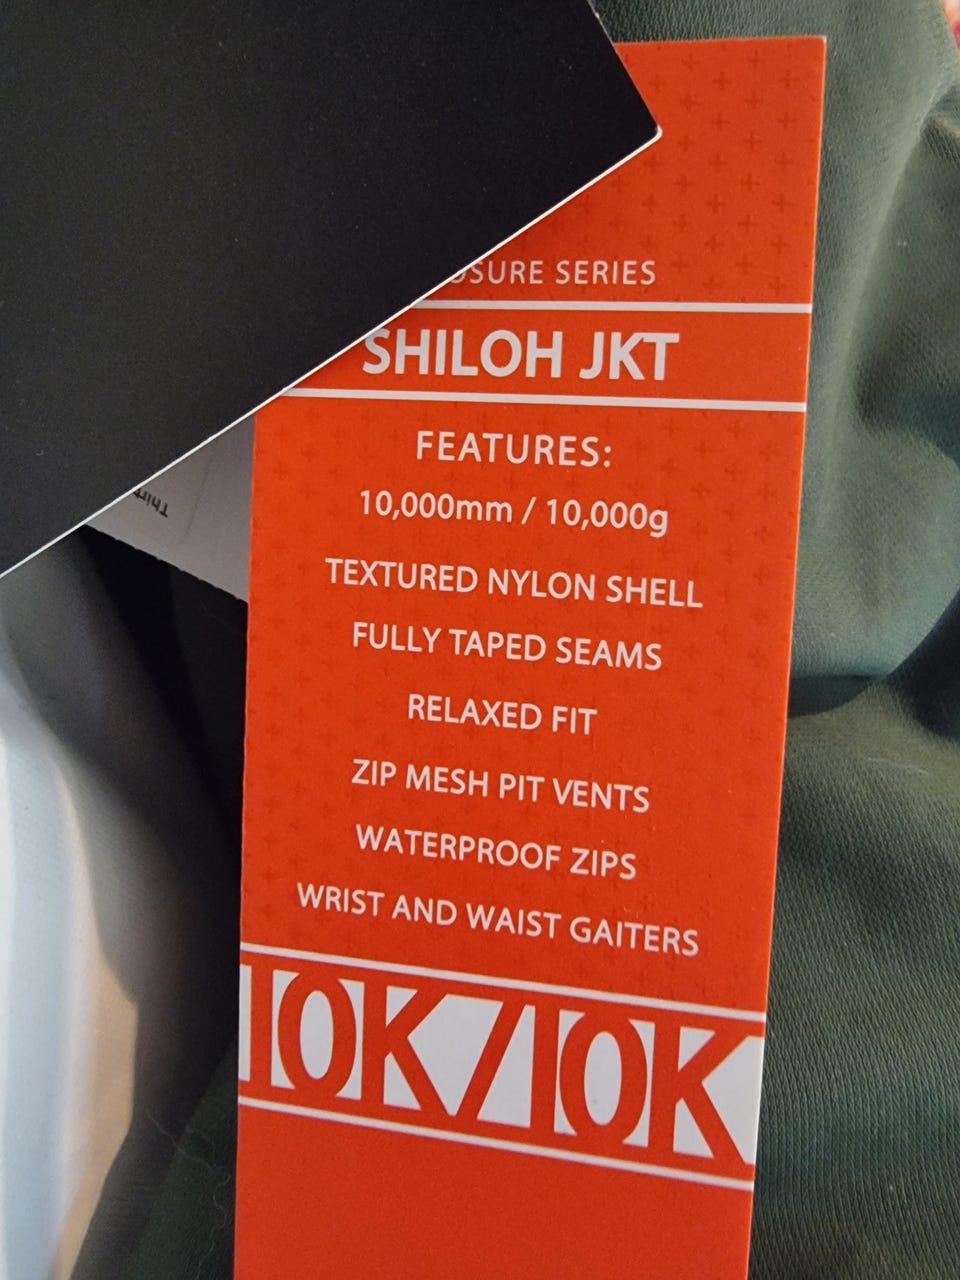 SERIES
SHILOH JKT
FEATURES:
10,000mm / 10,000g
TEXTURED NYLON SHELL
FULLY TAPED SEAMS
RELAXED FIT
ZIP MESH PIT VENTS
WATERPROOF ZIPS
WRIST AND WAIST GAITERS
10K/10K